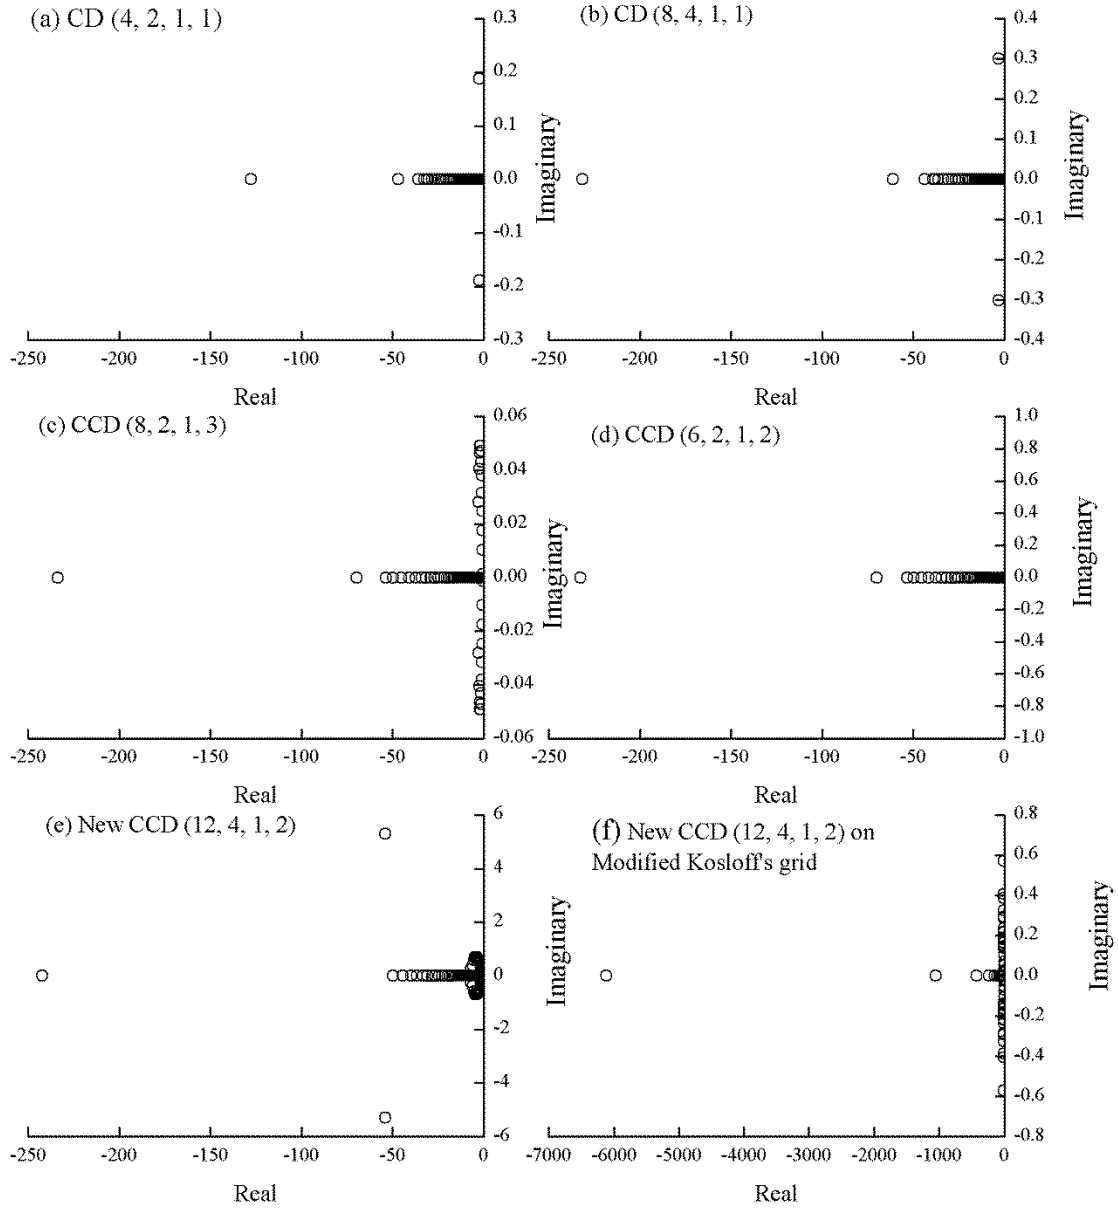 (a) CD (4, 2, 1, 1)
0.3
0.2
0.1
0.0
-0.1
-0.2
-0.3
Imaginary
-250 -200 -150 -100 -50 0
Real
(b) CD (8, 4, 1, 1)
0.4
0.3
0.2
0.1
0.0
-0.1
-0.2
-0.3
-0.4
Imaginary
-250 -200 -150 -100 -50 0
Real
(c) CCD (8, 2, 1, 3)
0.06
0.04
0.02
0.00
-0.02
-0.04
-0.06
Imaginary
-250 -200 -150 -100 -50 0
Real
(d) CCD (6, 2, 1, 2)
1.0
0.8
0.6
0.4
0.2
0.0
-0.2
-0.4
-0.6
-0.8
-1.0
Imaginary
-250 -200 -150 -100 -50 0
Real
(e) New CCD (12, 4, 1, 2)
6
4
2
0
-2
-4
-6
Imaginary
-250 -200 -150 -100 -50 0
Real
(f) New CCD (12, 4, 1, 2) on
Modified Kosloff's grid
0.8
0.6
0.4
0.2
0.0
-0.2
-0.4
-0.6
-0.8
Imaginary
-7000 -6000 -5000 -4000 -3000 -2000 -1000 0
Real